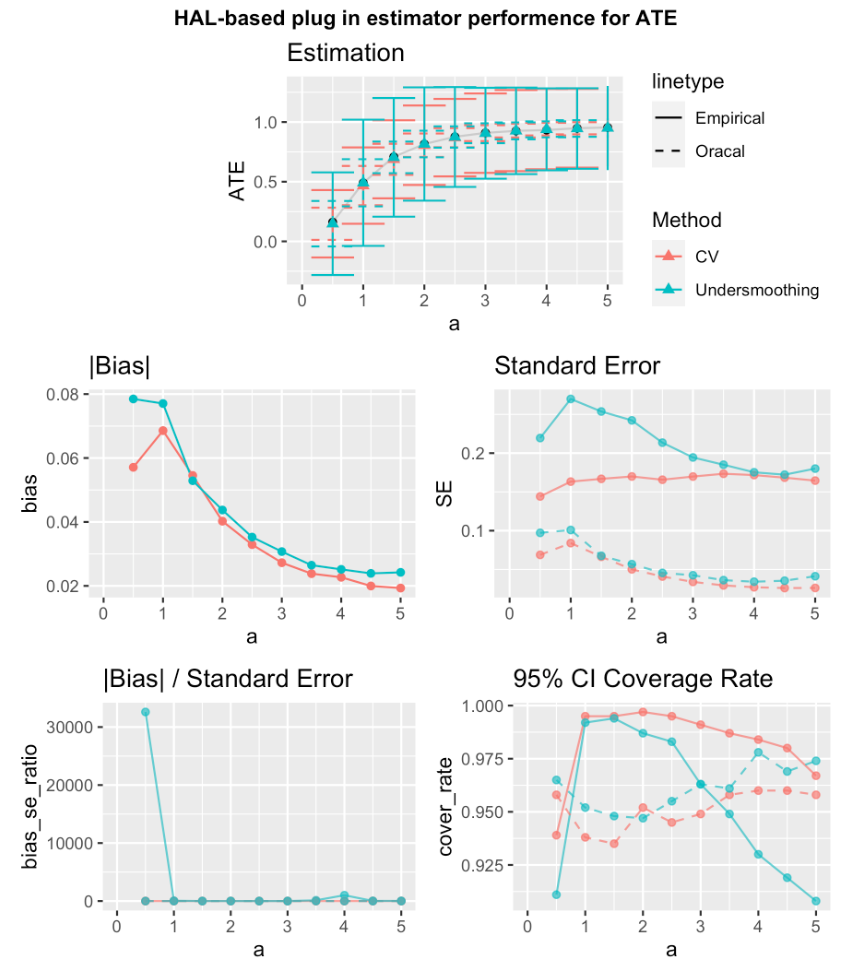 HAL-based plug in estimator performence for ATE
Estimation
ATE
1.0
0.5
0.0
0 1 2 3 4 5
a
linetype
Empirical
Oracal
Method
CV
Undersmoothing
|Bias|
bias
0.08
0.06
0.04
0.02
0 1 2 3 4 5
a
Standard Error
SE
0.2
0.1
0 1 2 3 4 5
a
|Bias| / Standard Error
bias_se_ratio
30000
20000
10000
0
0 1 2 3 4 5
a
95% CI Coverage Rate
cover_rate
1.000
0.975
0.950
0.925
0 1 2 3 4 5
a